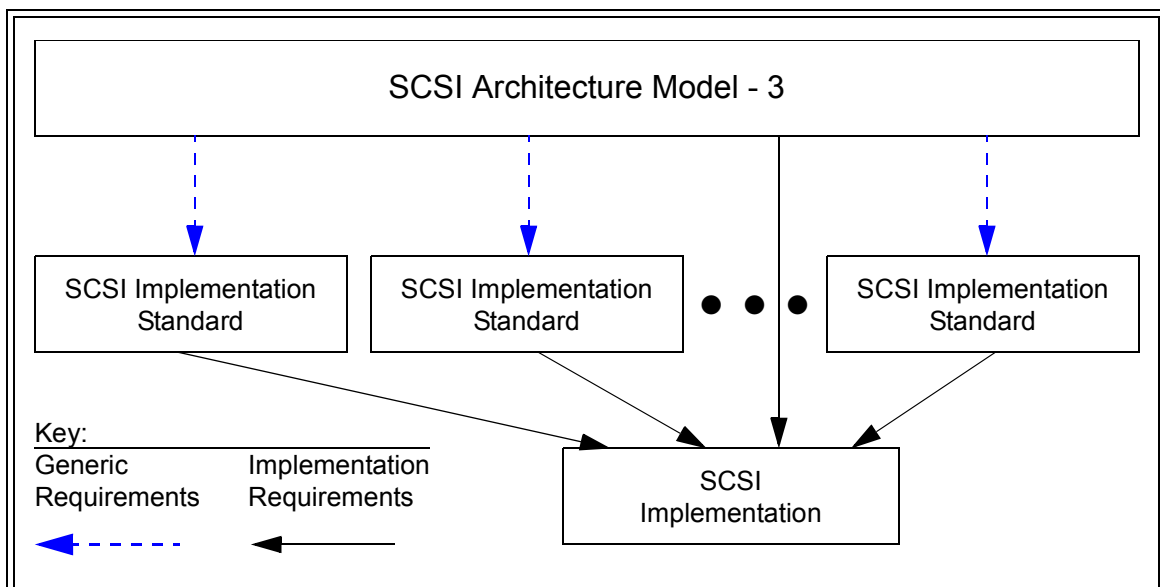 SCSI Architecture Model - 3
SCSI Implementation
Standard
SCSI Implementation
Standard
SCSI Implementation
Standard
Key:
Generic
Requirements
Implementation
Requirements
SCSI
Implementation